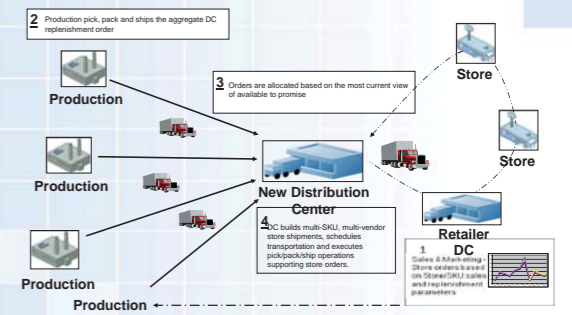 2 Production pick, pack and ships the aggregate DC
replenishment order
Production
3 Orders are allocated based on the most current view
of available to promise
Store
Production
Store
New Distribution
Center
4 DC builds multi-SKU, multi-vendor
store shipments, schedules
transportation and executes
pick/pack/ship operations
supporting store orders.
Retailer
DC
1
Sales & Marketing -
Store orders based
on Store/SKU sales
and replenishment
parameters
Production
Production